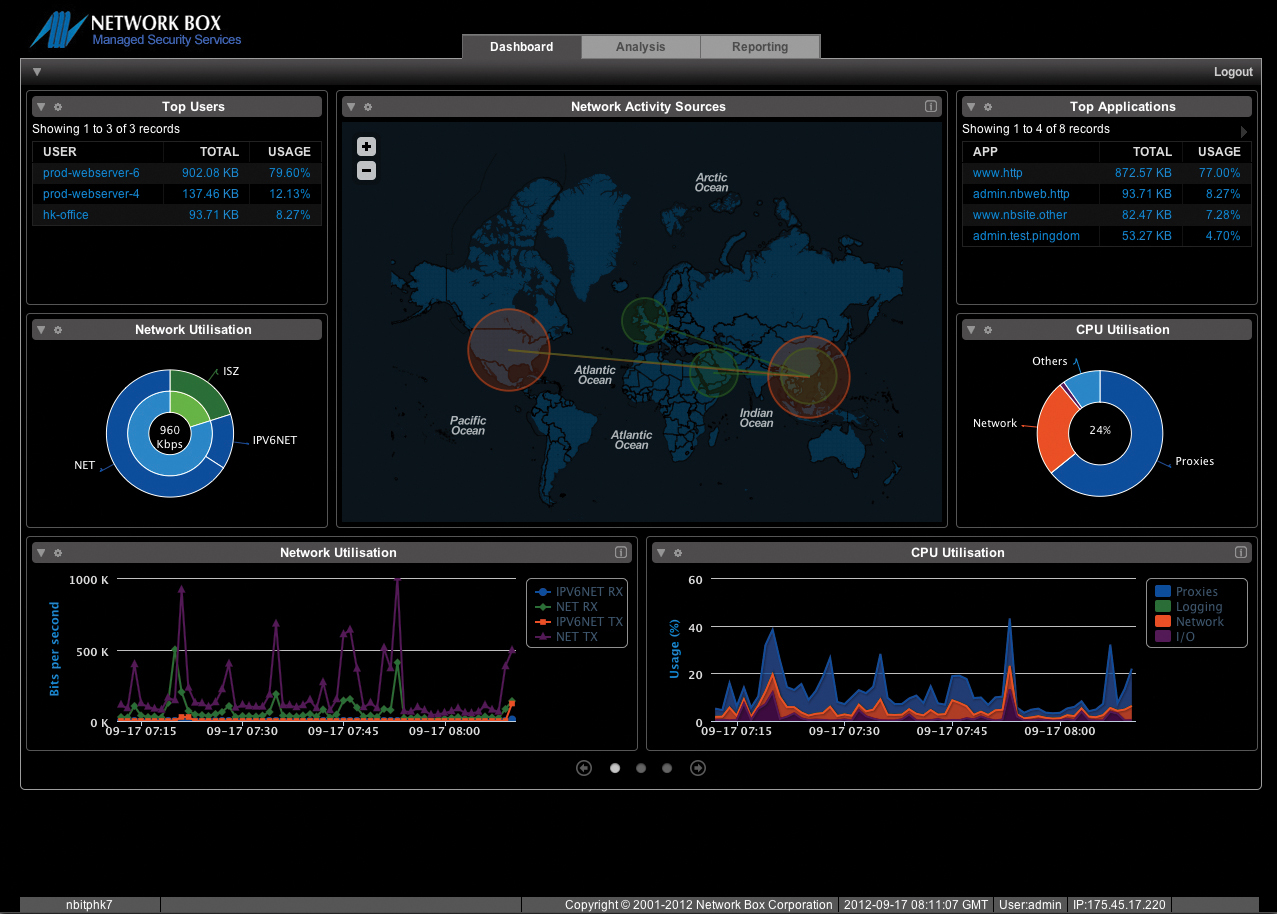 NETWORK BOX
Managed Security Services
Dashboard Analysis Reporting
Logout
Top Users
Showing 1 to 3 of 3 records
USER TOTAL USAGE
prod-webserver-6 902.08 KB 79.60%
prod-webserver-4 137.46 KB 12.13%
hk-office 93.71 KB 8.27%
Network Activity Sources
Arctic
Ocean
Atlantic
Ocean
Pacific
Ocean
Atlantic
Ocean
Indian
Ocean
Top Applications
Showing 1 to 4 of 8 records
APP TOTAL USAGE
www.http 872.57 KB 77.00%
admin.nbweb.http 93.71 KB 8.27%
www.nbsite.other 82.47 KB 7.28%
admin.test.pingdom 53.27 KB 4.70%
Network Utilisation
ISZ
960
Kbps
IPV6NET
NET
CPU Utilisation
Others
Network
24%
Proxies
Network Utilisation
Bits per second
1000 K
500 K
0 K
09-17 07:15 09-17 07:30 09-17 07:45 09-17 08:00
IPV6NET RX
NET RX
IPV6NET TX
NET TX
CPU Utilisation
Usage (%)
60
40
20
0
09-17 07:15 09-17 07:30 09-17 07:45 09-17 08:00
Proxies
Logging
Network
I/O
nbitphk7 Copyright © 2001-2012 Network Box Corporation 2012-09-17 08:11:07 GMT User:admin IP:175.45.17.220